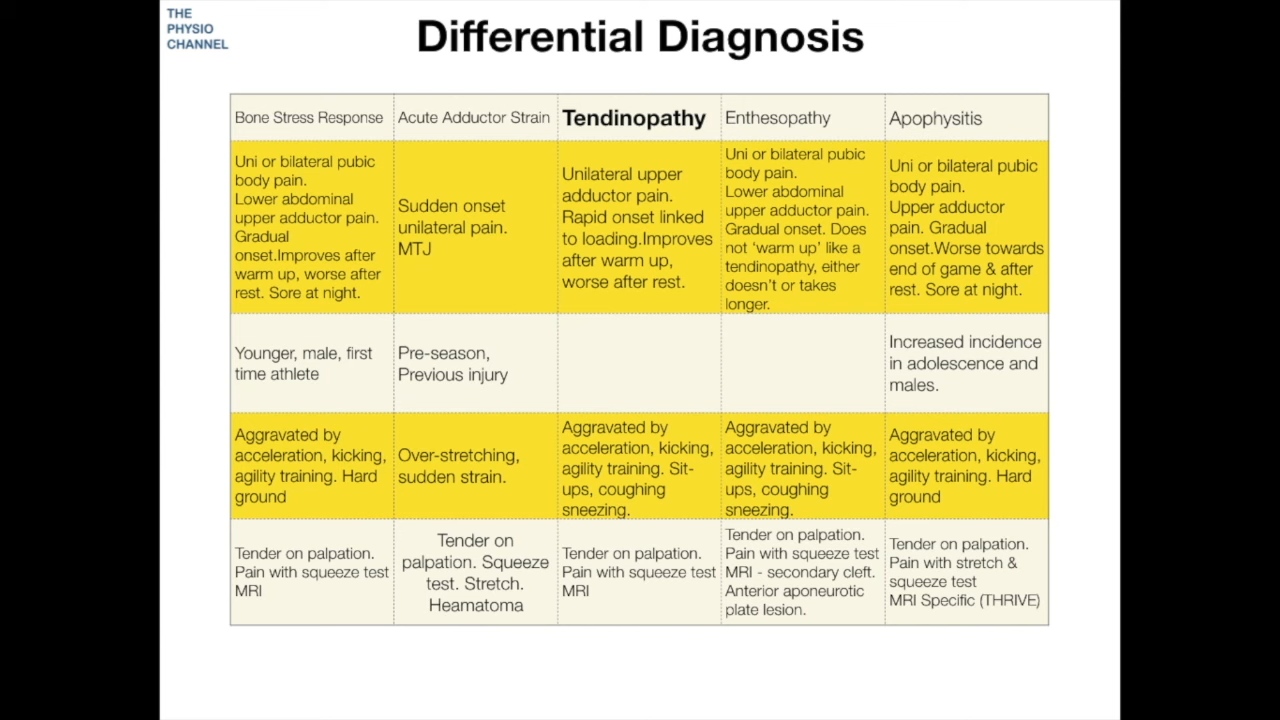 THE
PHYSIO
CHANNEL
Differential Diagnosis
Bone Stress Response
Acute Adductor Strain
Tendinopathy
Enthesopathy
Apophysitis
Uni or bilateral pubic
body pain.
Lower abdominal
upper adductor pain.
Gradual
onset.Improves after
warm up, worse after
rest. Sore at night.
Sudden onset
unilateral pain.
MTJ
Unilateral upper
adductor pain.
Rapid onset linked
to loading.Improves
after warm up,
worse after rest.
Uni or bilateral pubic
body pain.
Lower abdominal
upper adductor pain.
Gradual onset. Does
not ‘warm up’ like a
tendinopathy, either
doesn’t or takes
longer.
Uni or bilateral pubic
body pain.
Upper adductor
pain. Gradual
onset.Worse towards
end of game & after
rest. Sore at night.
Younger, male, first
time athlete
Pre-season,
Previous injury
Increased incidence
in adolescence and
males.
Aggravated by
acceleration, kicking,
agility training. Hard
ground
Over-stretching,
sudden strain.
Aggravated by
acceleration, kicking,
agility training. Sit-
ups, coughing
sneezing.
Aggravated by
acceleration, kicking,
agility training. Sit-
ups, coughing
sneezing.
Aggravated by
acceleration, kicking,
agility training. Hard
ground
Tender on palpation.
Pain with squeeze test
MRI
Tender on
palpation. Squeeze
test. Stretch.
Heamatoma
Tender on palpation.
Pain with squeeze test
MRI
Tender on palpation.
Pain with squeeze test
MRI - secondary cleft.
Anterior aponeurotic
plate lesion.
Tender on palpation.
Pain with stretch &
squeeze test
MRI Specific (THRIVE)